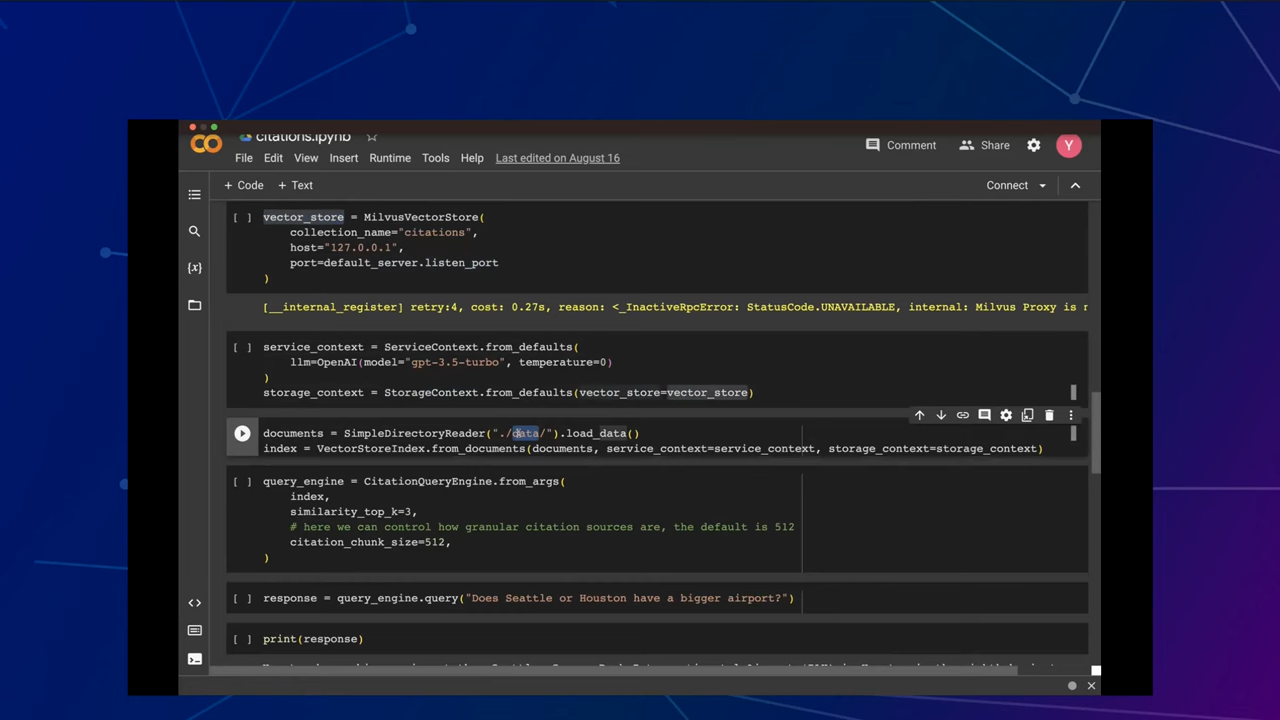 citations.ipynb
File Edit View Insert Runtime Tools Help Last edited on August 16
Comment Share Y
+ Code + Text
Connect
[ ] vector_store = MilvusVectorStore(
collection_name="citations",
host="127.0.0.1",
port=default_server.listen_port
)
[__internal_register] retry:4, cost: 0.27s, reason: <_InactiveRpcError: StatusCode.UNAVAILABLE, internal: Milvus Proxy is
[ ] service_context = ServiceContext.from_defaults(
llm=OpenAI(model="gpt-3.5-turbo", temperature=0)
)
storage_context = StorageContext.from_defaults(vector_store=vector_store)
documents = SimpleDirectoryReader("./data/").load_data()
index = VectorStoreIndex.from_documents(documents, service_context=service_context, storage_context=storage_context)
[ ] query_engine = CitationQueryEngine.from_args(
index,
similarity_top_k=3,
# here we can control how granular citation sources are, the default is 512
citation_chunk_size=512,
)
[ ] response = query_engine.query("Does Seattle or Houston have a bigger airport?")
[ ] print(response)